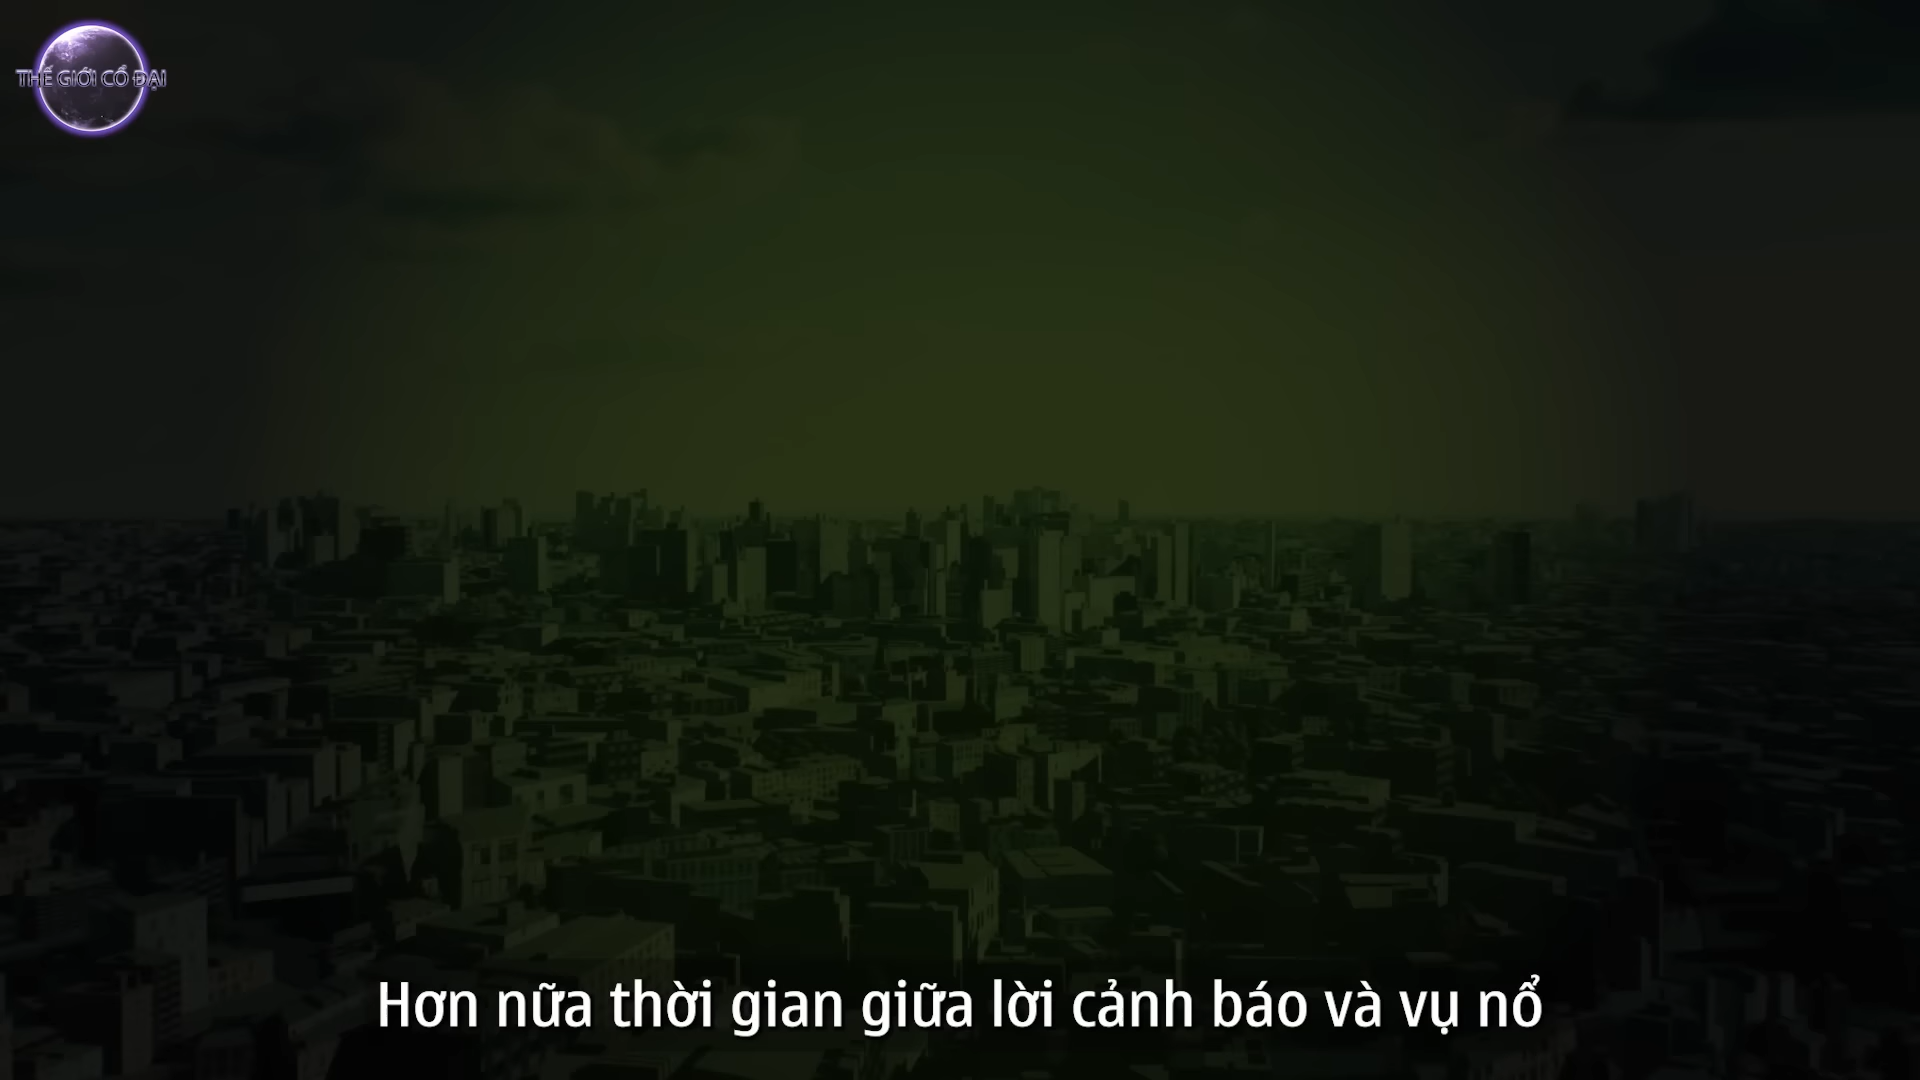 THẾ GIỚI CỔ ĐẠI
Hơn nữa thời gian giữa lời cảnh báo và vụ nổ